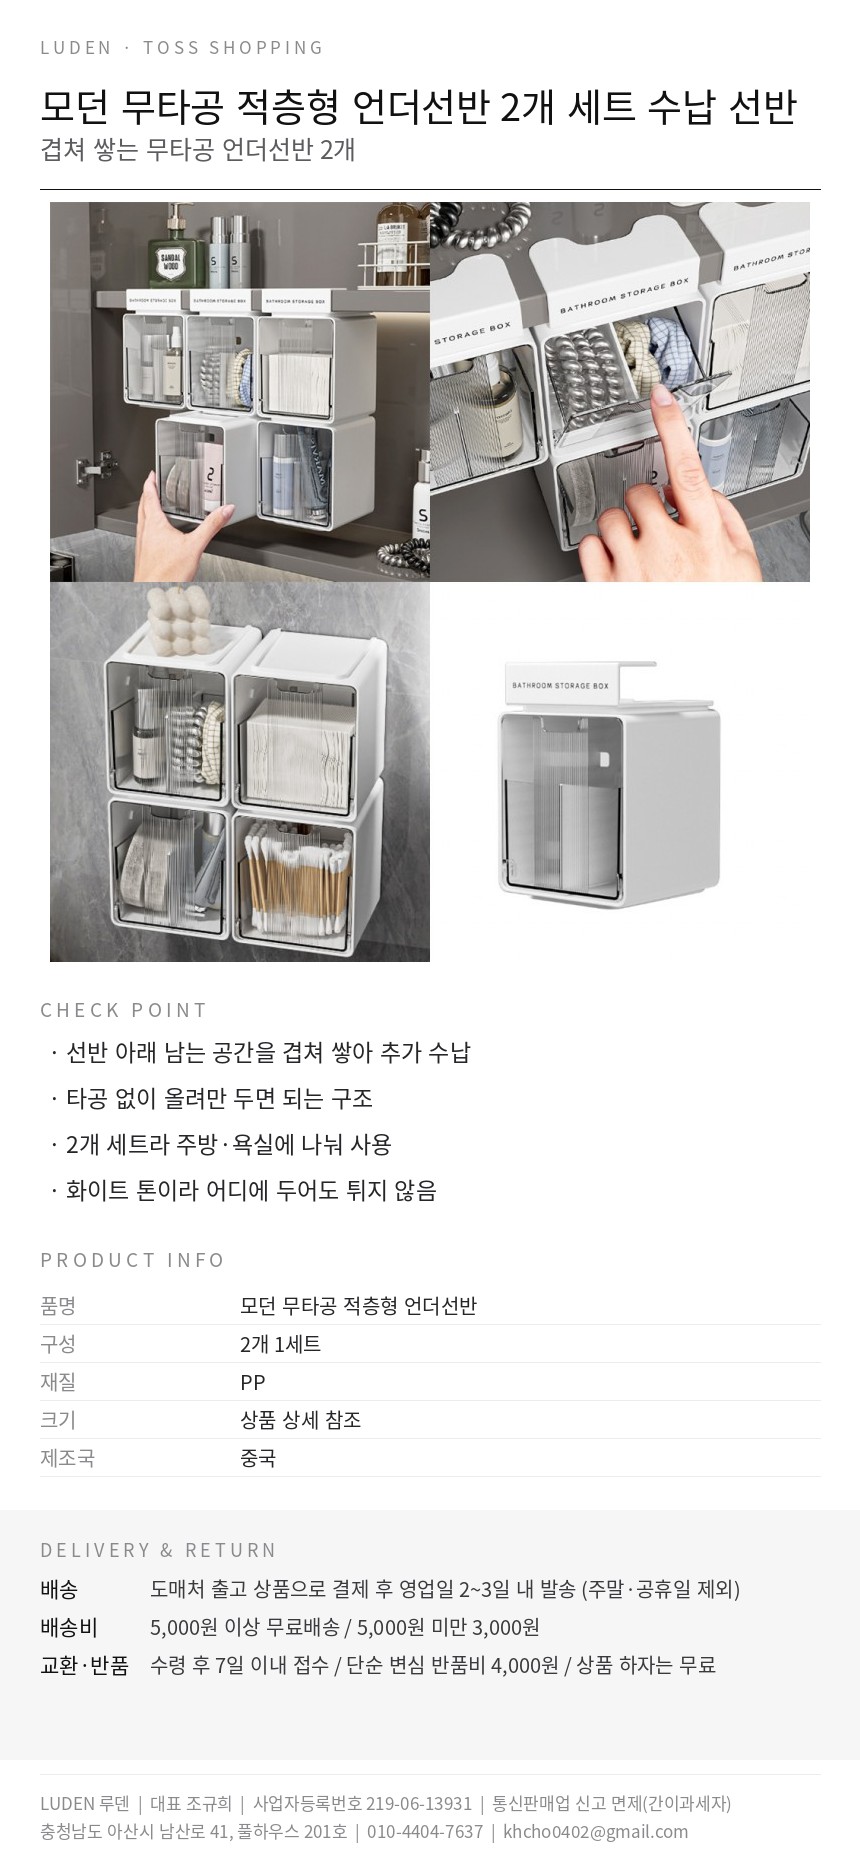 LUDEN · TOSS SHOPPING
모던 무타공 적층형 언더선반 2개 세트 수납 선반
겹쳐 쌓는 무타공 언더선반 2개
SANDAL
WOOD
BATHROOM STORAGE BOX
BATHROOM STORAGE BOX
BATHROOM STORAGE BOX
STORAGE BOX
BATHROOM STORAGE BOX
BATHROOM STOR
BATHROOM STORAGE BOX
CHECK POINT
· 선반 아래 남는 공간을 겹쳐 쌓아 추가 수납
· 타공 없이 올려만 두면 되는 구조
· 2개 세트라 주방·욕실에 나눠 사용
· 화이트 톤이라 어디에 두어도 튀지 않음
PRODUCT INFO
품명 모던 무타공 적층형 언더선반
구성 2개 1세트
재질 PP
크기 상품 상세 참조
제조국 중국
DELIVERY & RETURN
배송 도매처 출고 상품으로 결제 후 영업일 2~3일 내 발송 (주말·공휴일 제외)
배송비 5,000원 이상 무료배송 / 5,000원 미만 3,000원
교환·반품 수령 후 7일 이내 접수 / 단순 변심 반품비 4,000원 / 상품 하자는 무료
LUDEN 루덴 | 대표 조규희 | 사업자등록번호 219-06-13931 | 통신판매업 신고 면제(간이과세자)
충청남도 아산시 남산로 41, 풀하우스 201호 | 010-4404-7637 | khcho0402@gmail.com